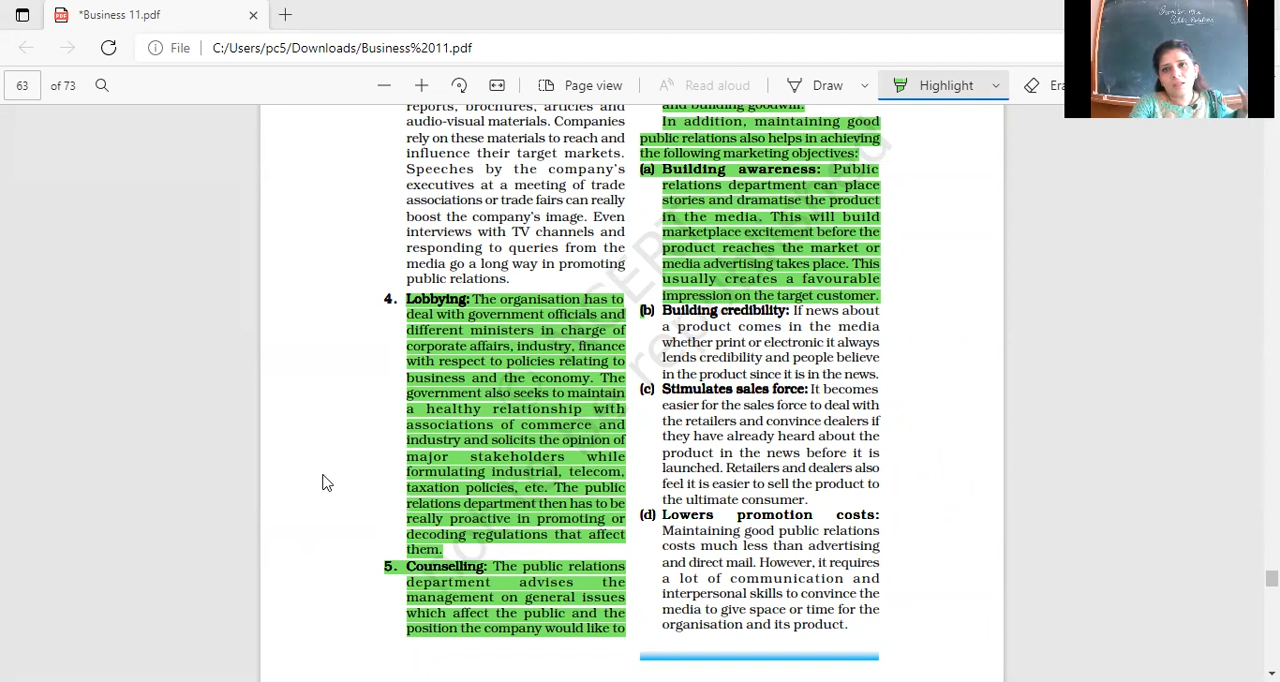 *Business 11.pdf
File
C:/Users/pc5/Downloads/Business%2011.pdf
63
of 73
Page view
Read aloud
Draw
Highlight
Era
reports, brochures, articles and
audio-visual materials. Companies
rely on these materials to reach and
influence their target markets.
Speeches by the company's
executives at a meeting of trade
associations or trade fairs can really
boost the company's image. Even
interviews with TV channels and
responding to queries from the
media go a long way in promoting
public relations.
4. Lobbying: The organisation has to
deal with government officials and
different ministers in charge of
corporate affairs, industry, finance
with respect to policies relating to
business and the economy. The
government also seeks to maintain
a healthy relationship with
associations of commerce and
industry and solicits the opinion of
major stakeholders while
formulating industrial, telecom,
taxation policies, etc. The public
relations department then has to be
really proactive in promoting or
decoding regulations that affect
them.
5. Counselling: The public relations
department advises the
management on general issues
which affect the public and the
position the company would like to
and building goodwill.
In addition, maintaining good
public relations also helps in achieving
the following marketing objectives:
(a) Building awareness: Public
relations department can place
stories and dramatise the product
in the media. This will build
marketplace excitement before the
product reaches the market or
media advertising takes place. This
usually creates a favourable
impression on the target customer.
(b) Building credibility: If news about
a product comes in the media
whether print or electronic it always
lends credibility and people believe
in the product since it is in the news.
(c) Stimulates sales force: It becomes
easier for the sales force to deal with
the retailers and convince dealers if
they have already heard about the
product in the news before it is
launched. Retailers and dealers also
feel it is easier to sell the product to
the ultimate consumer.
(d) Lowers promotion costs:
Maintaining good public relations
costs much less than advertising
and direct mail. However, it requires
a lot of communication and
interpersonal skills to convince the
media to give space or time for the
organisation and its product.